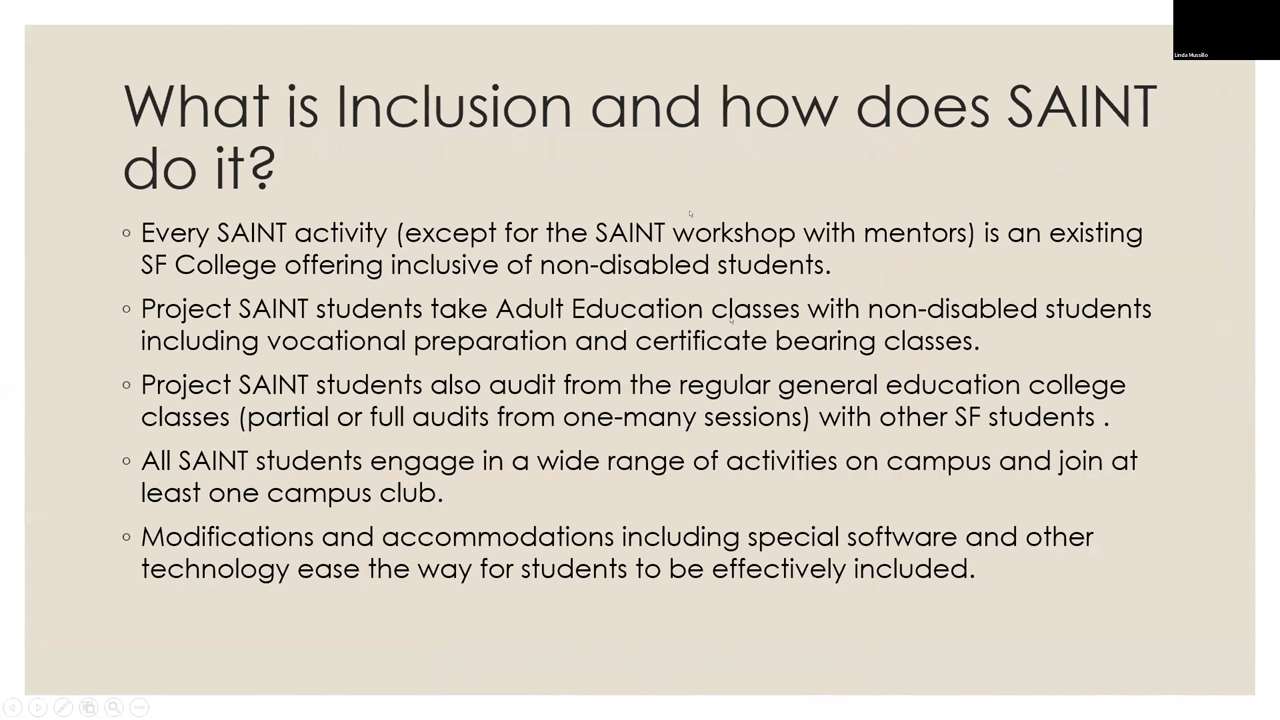 Linda Mussillo
What is Inclusion and how does SAINT
do it?
◦ Every SAINT activity (except for the SAINT workshop with mentors) is an existing
SF College offering inclusive of non-disabled students.
◦ Project SAINT students take Adult Education classes with non-disabled students
including vocational preparation and certificate bearing classes.
◦ Project SAINT students also audit from the regular general education college
classes (partial or full audits from one-many sessions) with other SF students .
◦ All SAINT students engage in a wide range of activities on campus and join at
least one campus club.
◦ Modifications and accommodations including special software and other
technology ease the way for students to be effectively included.